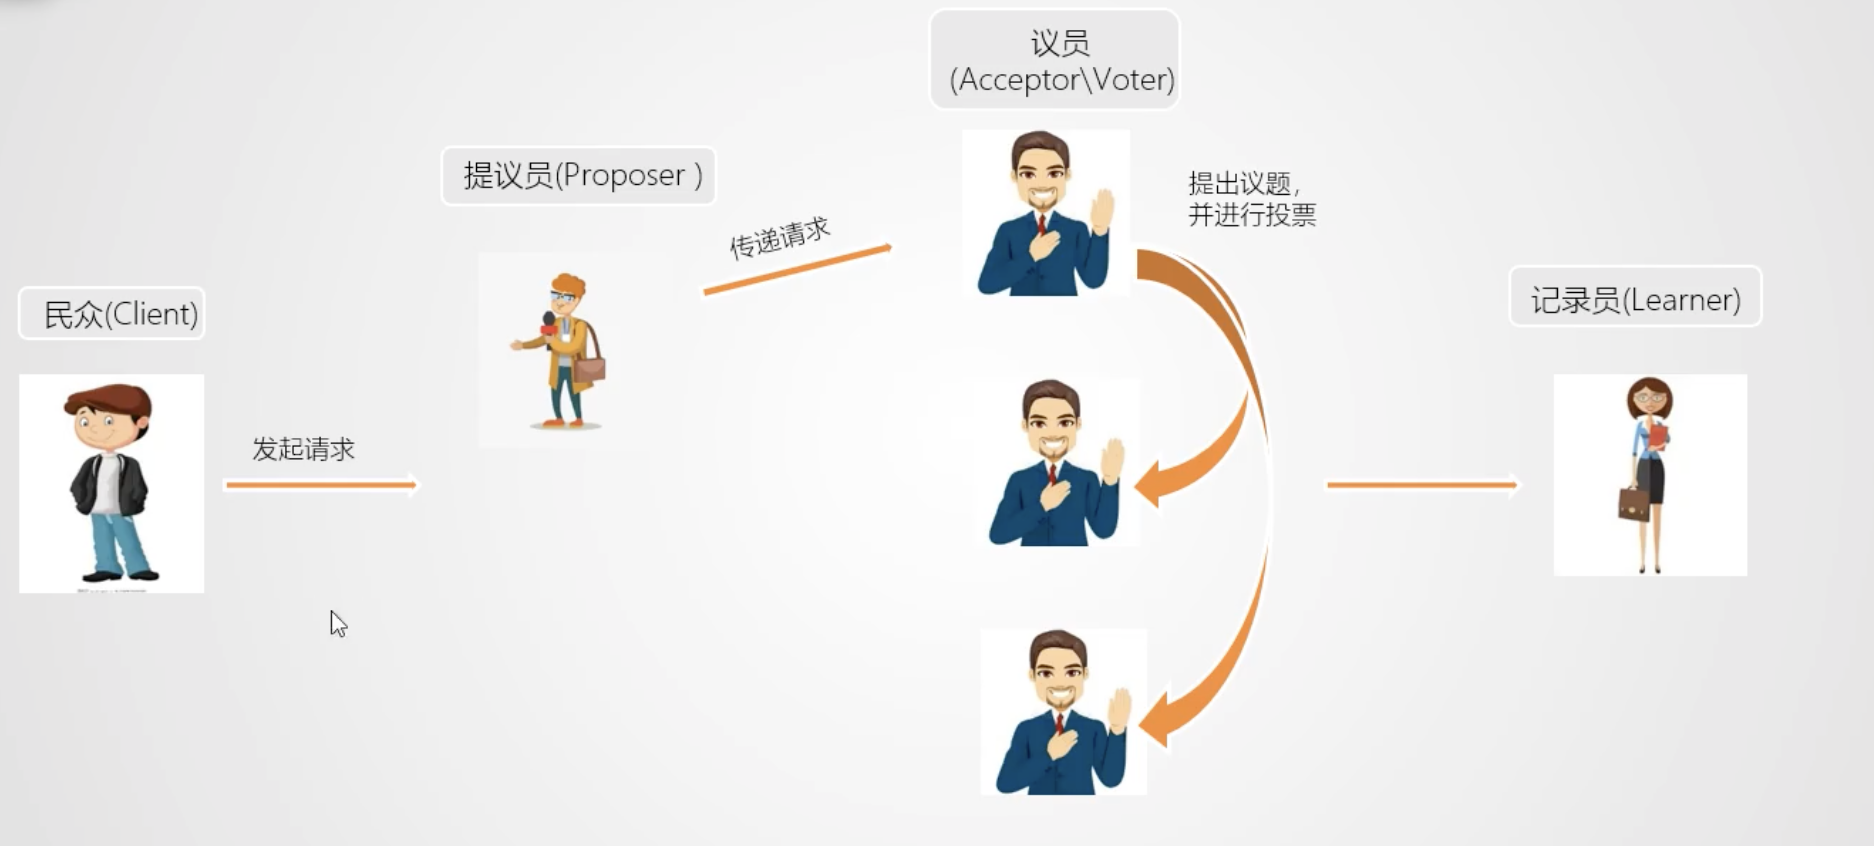 议员
(Acceptor\Voter)
提议员(Proposer )
提出议题，
并进行投票
传递请求
民众(Client)
记录员(Learner)
发起请求